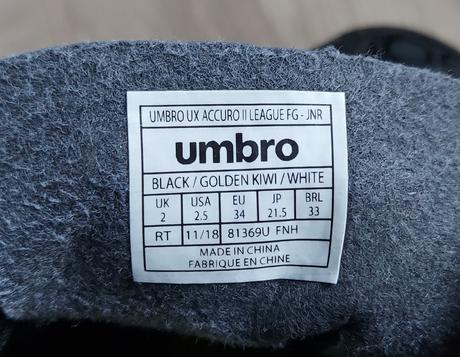 UMBRO UX ACCURO II LEAGUE FG - JNR
umbro
BLACK / GOLDEN KIWI / WHITE
UK USA EU JP BRL
2 2.5 34 21.5 33
RT 11/18 81369U FNH
MADE IN CHINA
FABRIQUE EN CHINE